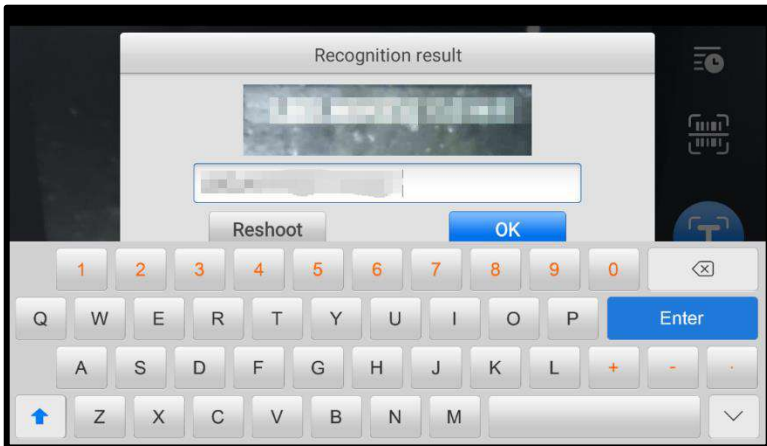 Recognition result
Reshoot
OK
1 2 3 4 5 6 7 8 9 0
Q W E R T Y U I O P Enter
A S D F G H J K L + - .
Z X C V B N M